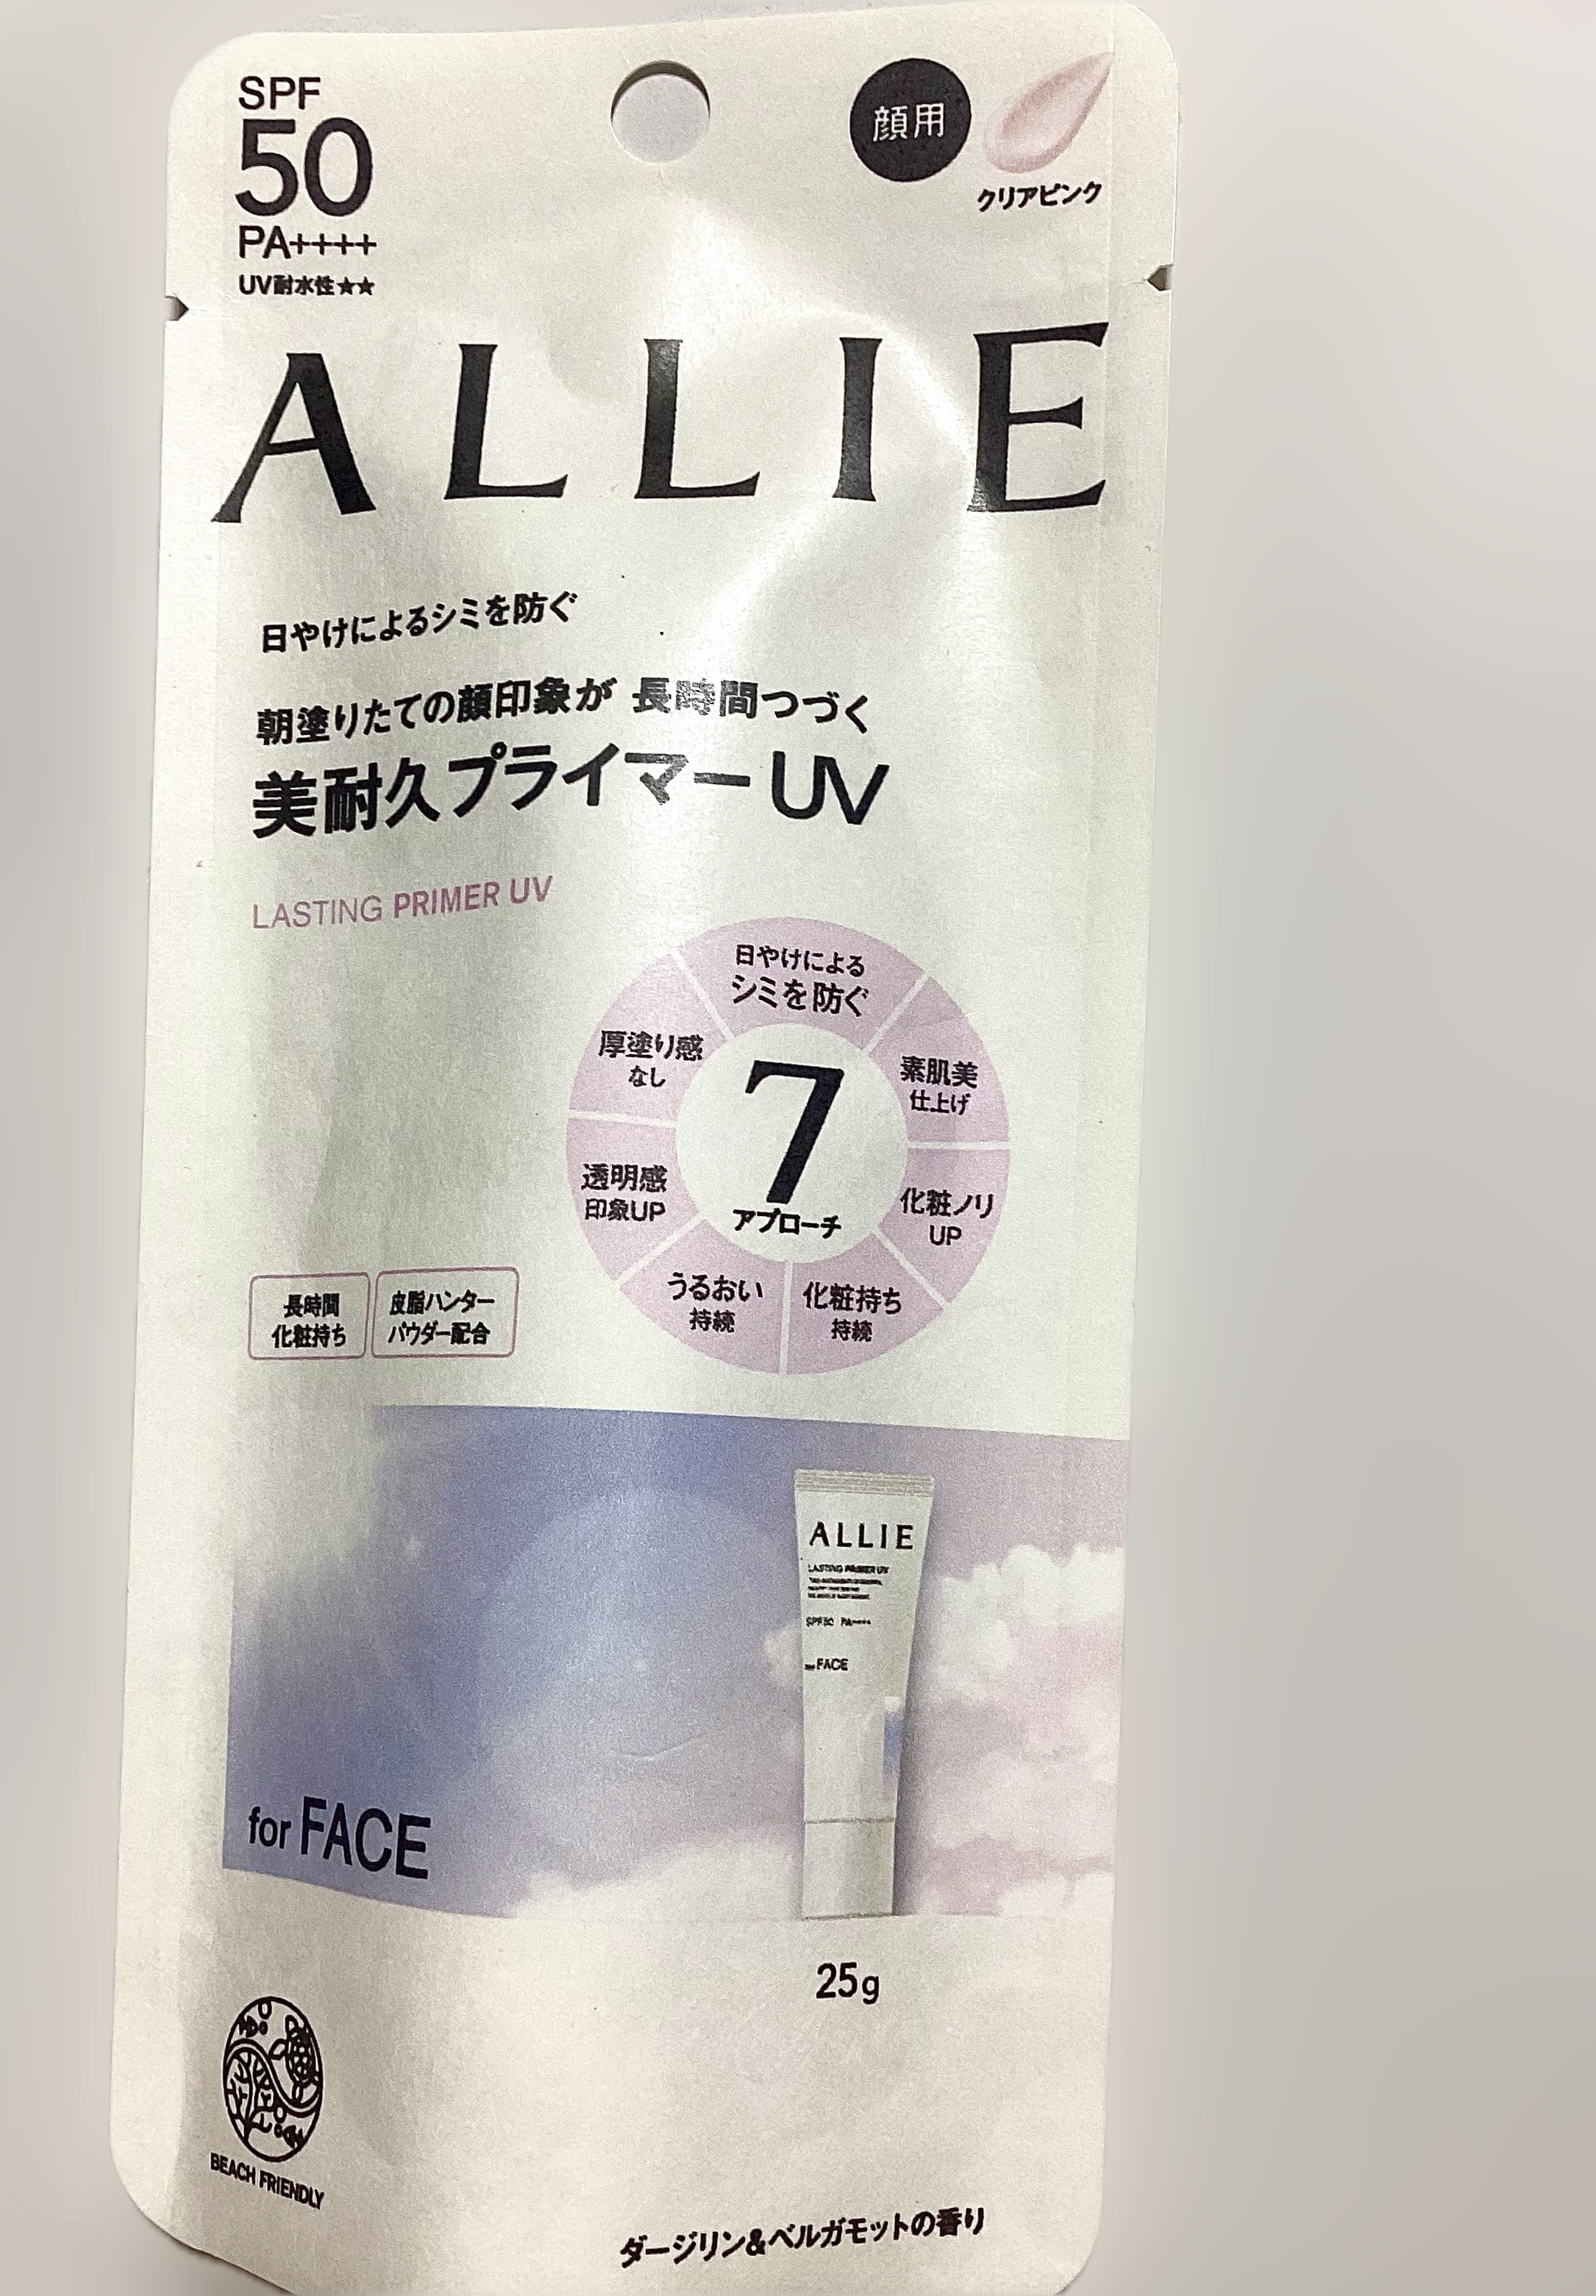 SPF
50
PA++++
UV耐水性★★
顔用
クリアピンク
ALLIE
日やけによるシミを防ぐ
朝塗りたての顔印象が 長時間つづく
美耐久プライマーUV
LASTING PRIMER UV
日やけによる
シミを防ぐ
素肌美
仕上げ
化粧ノリ
UP
化粧持ち
持続
うるおい
持続
透明感
印象UP
厚塗り感
なし
7
アプローチ
長時間
化粧持ち
皮脂ハンター
パウダー配合
ALLIE
LASTING PRIMER UV
SPF50 PA++++
for FACE
for FACE
25g
BEACH FRIENDLY
ダージリン&ベルガモットの香り